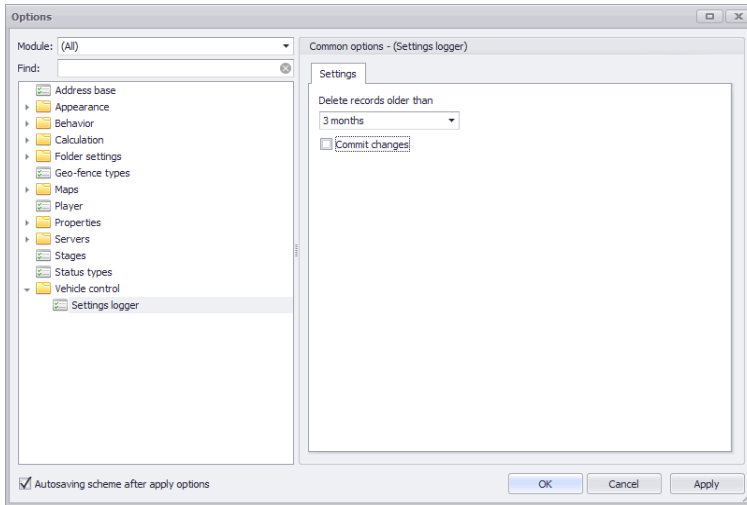 Options
Module: (All)
Find:
Address base
Appearance
Behavior
Calculation
Folder settings
Geo-fence types
Maps
Player
Properties
Servers
Stages
Status types
Vehicle control
Settings logger
Common options - (Settings logger)
Settings
Delete records older than
3 months
Commit changes
Autosaving scheme after apply options
OK
Cancel
Apply